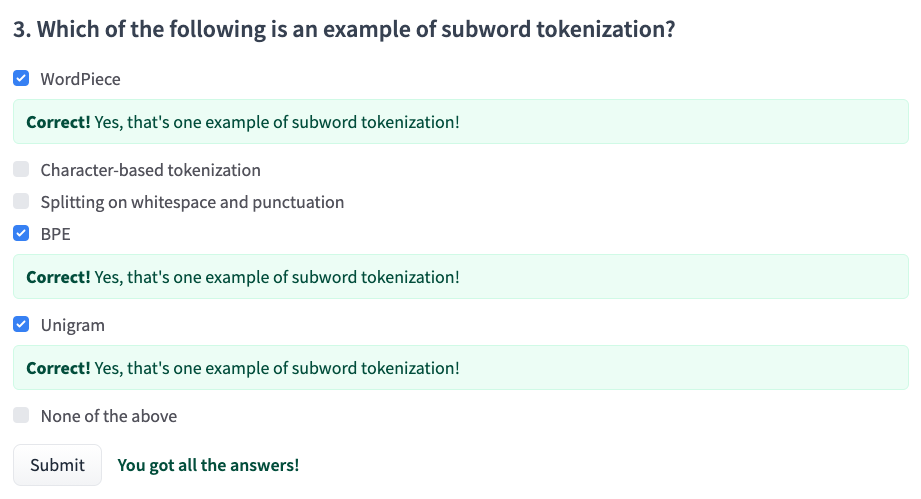 3. Which of the following is an example of subword tokenization?
WordPiece
Correct! Yes, that's one example of subword tokenization!
Character-based tokenization
Splitting on whitespace and punctuation
BPE
Correct! Yes, that's one example of subword tokenization!
Unigram
Correct! Yes, that's one example of subword tokenization!
None of the above
Submit You got all the answers!